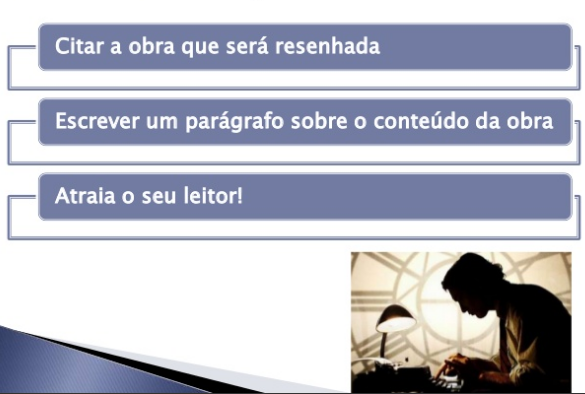 Citar a obra que será resenhada
Escrever um parágrafo sobre o conteúdo da obra
Atraia o seu leitor!